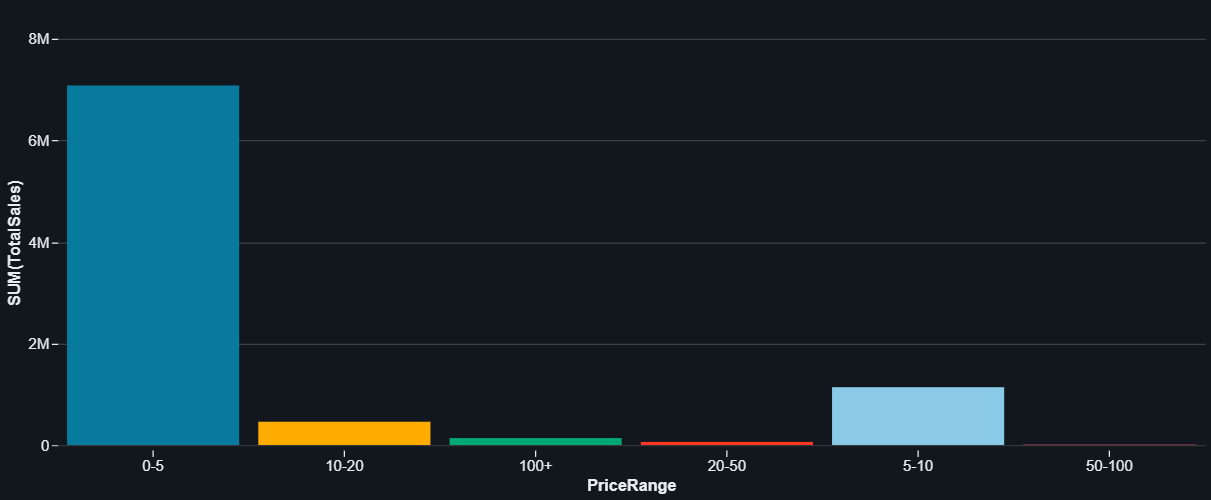 8M
6M
4M
2M
0
SUM(TotalSales)
0-5
10-20
100+
20-50
5-10
50-100
PriceRange